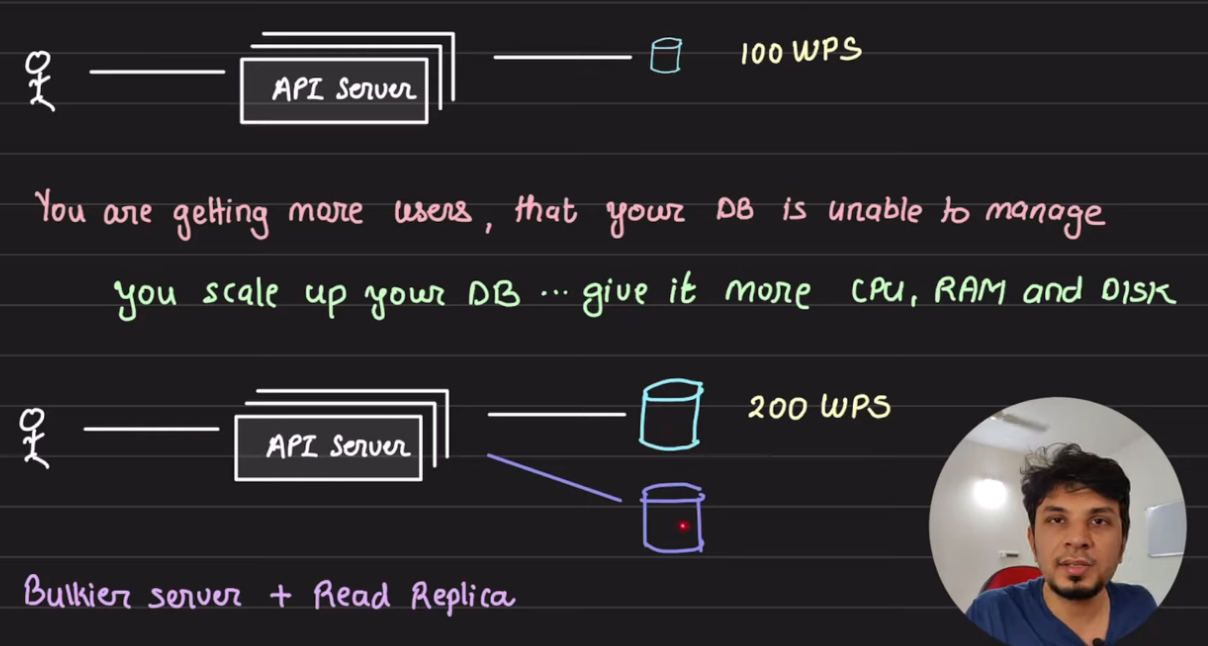 API Server
100 WPS
You are getting more users, that your DB is unable to manage
you scale up your DB ... give it more CPU, RAM and DISK
API Server
200 WPS
Bulkier server + Read Replica